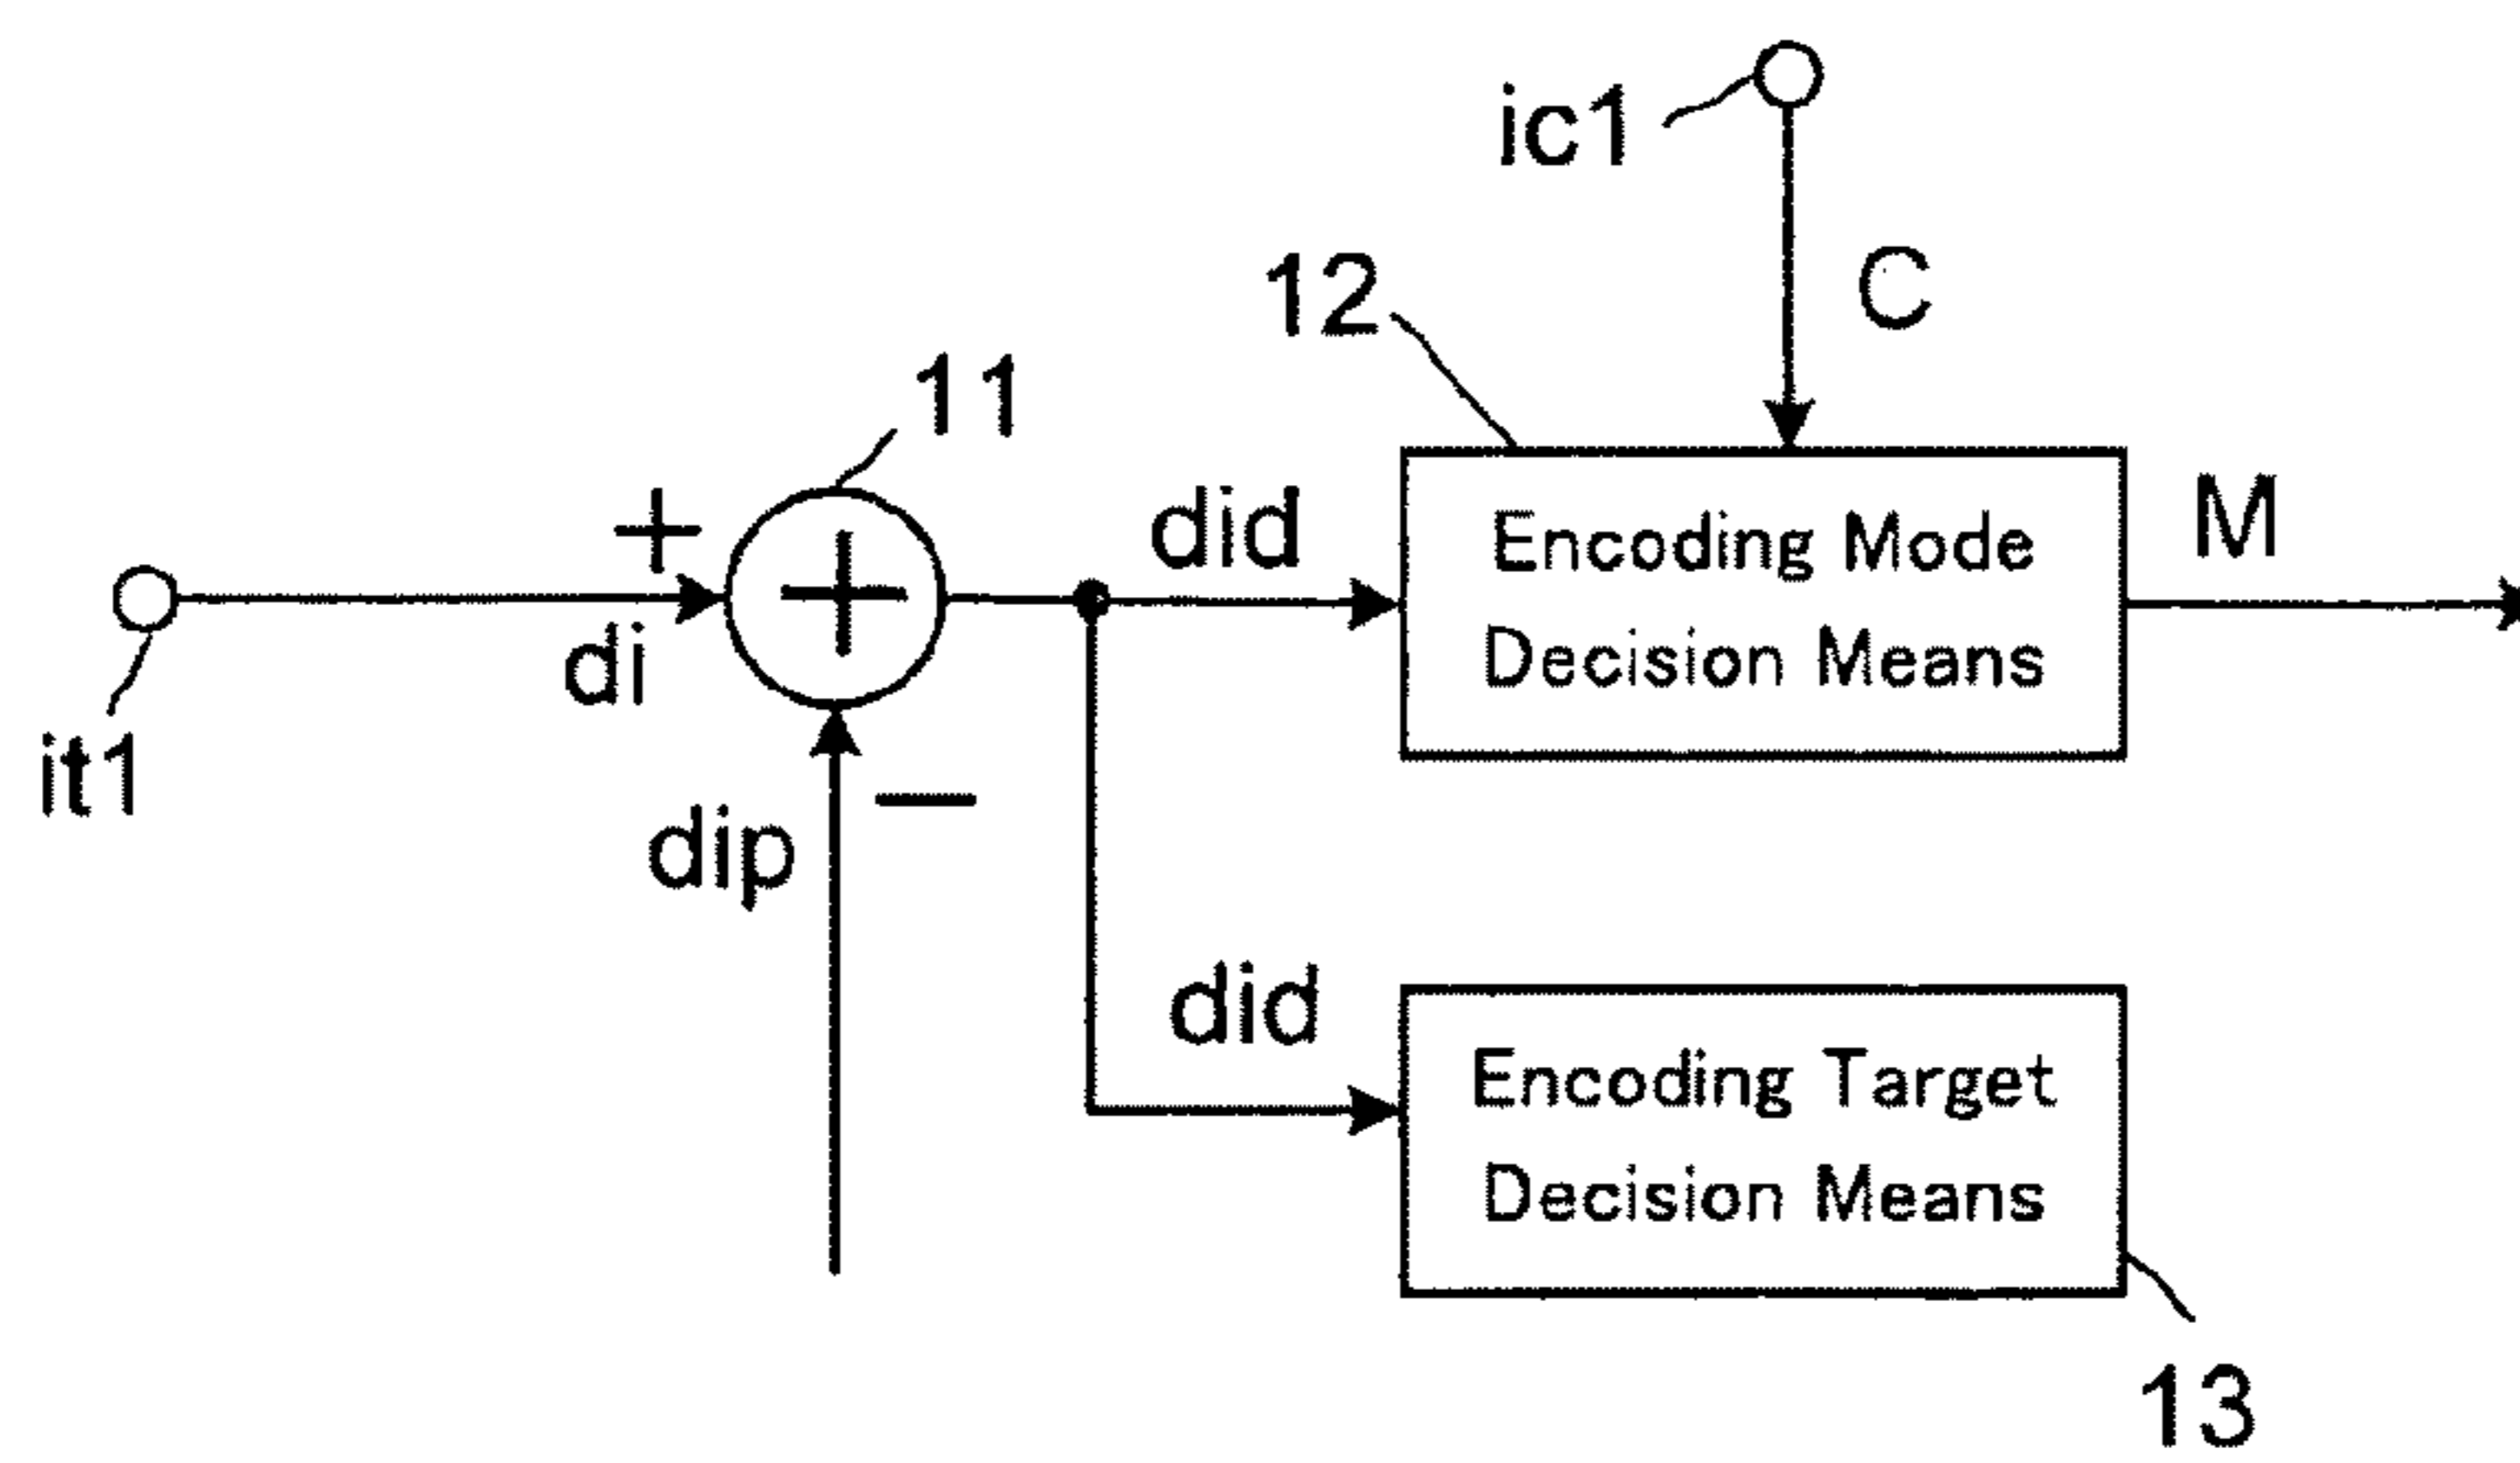 ic1
C
12
11
+
did
Encoding Mode
Decision Means
M
+
di
it1
dip
−
did
Encoding Target
Decision Means
13